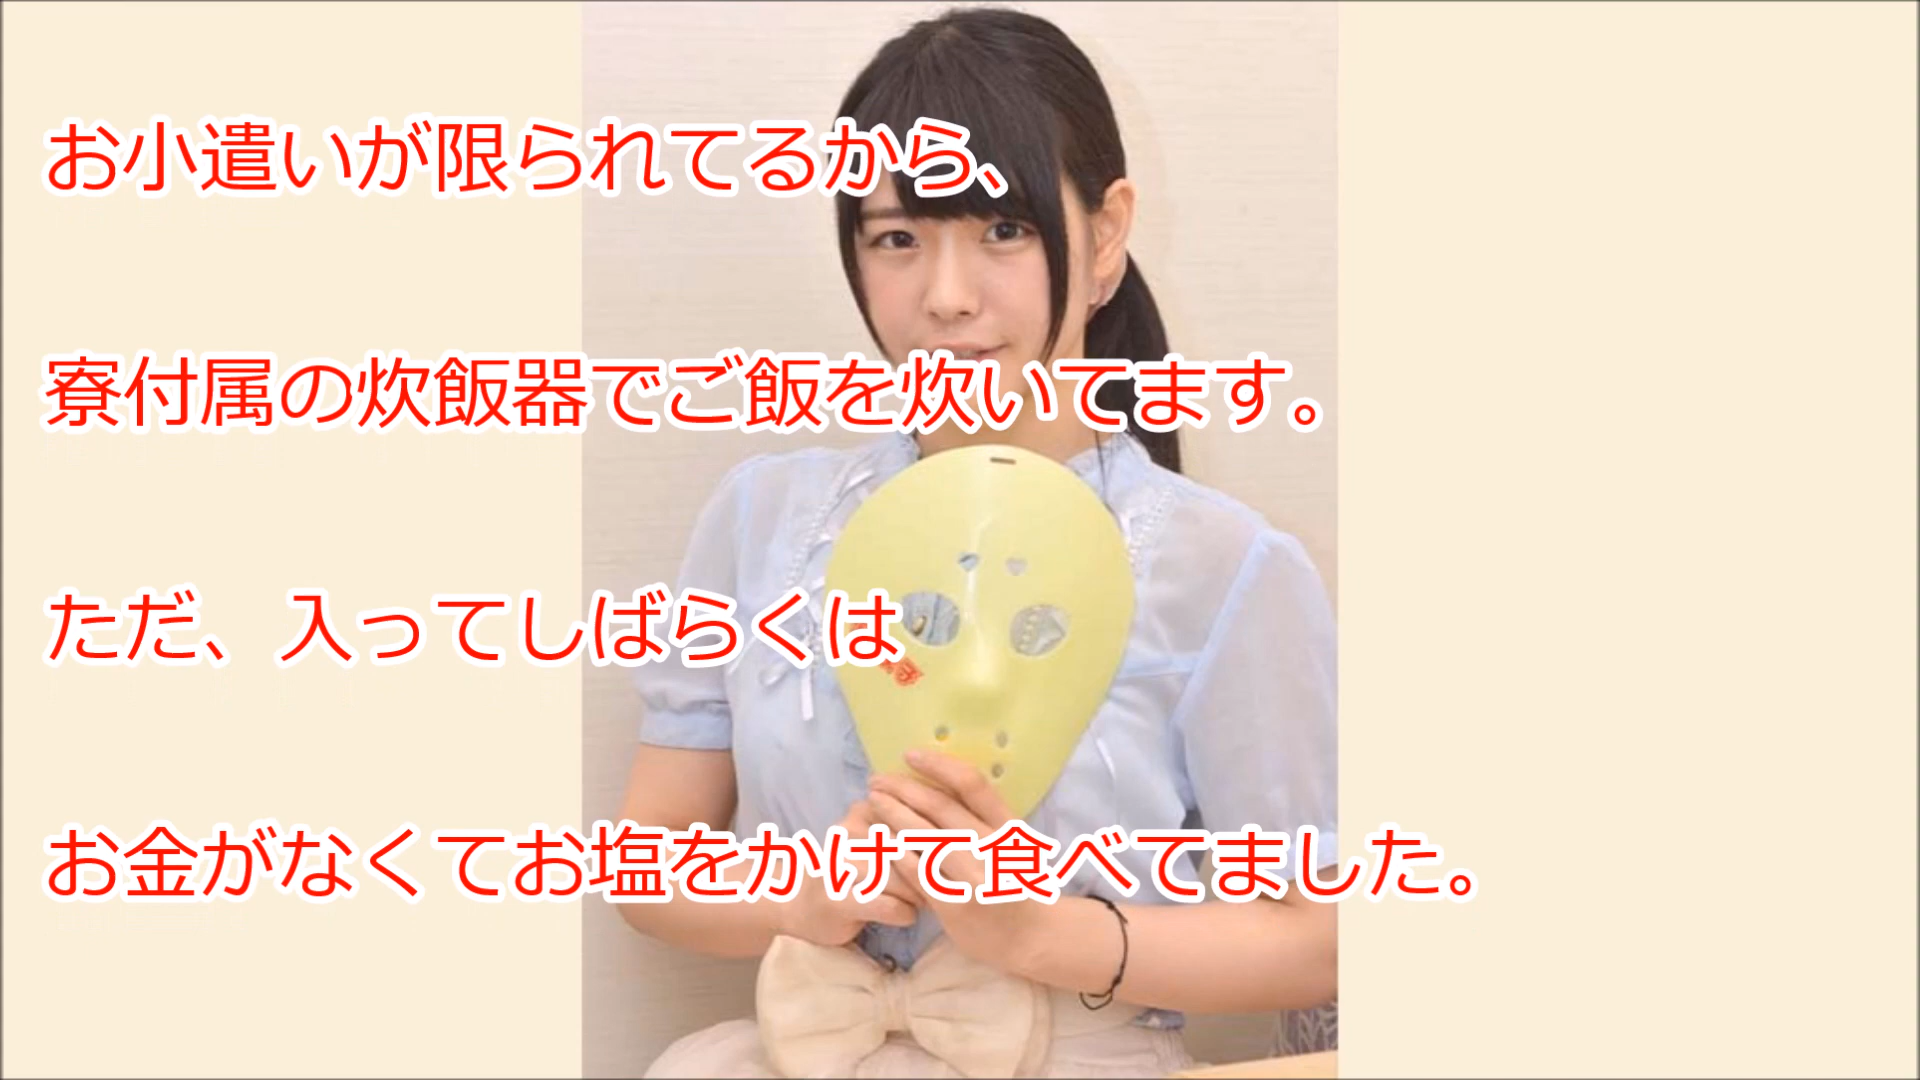 お小遣いが限られてるから、
寮付属の炊飯器でご飯を炊いてます。
ただ、入ってしばらくは
お金がなくてお塩をかけて食べてました。